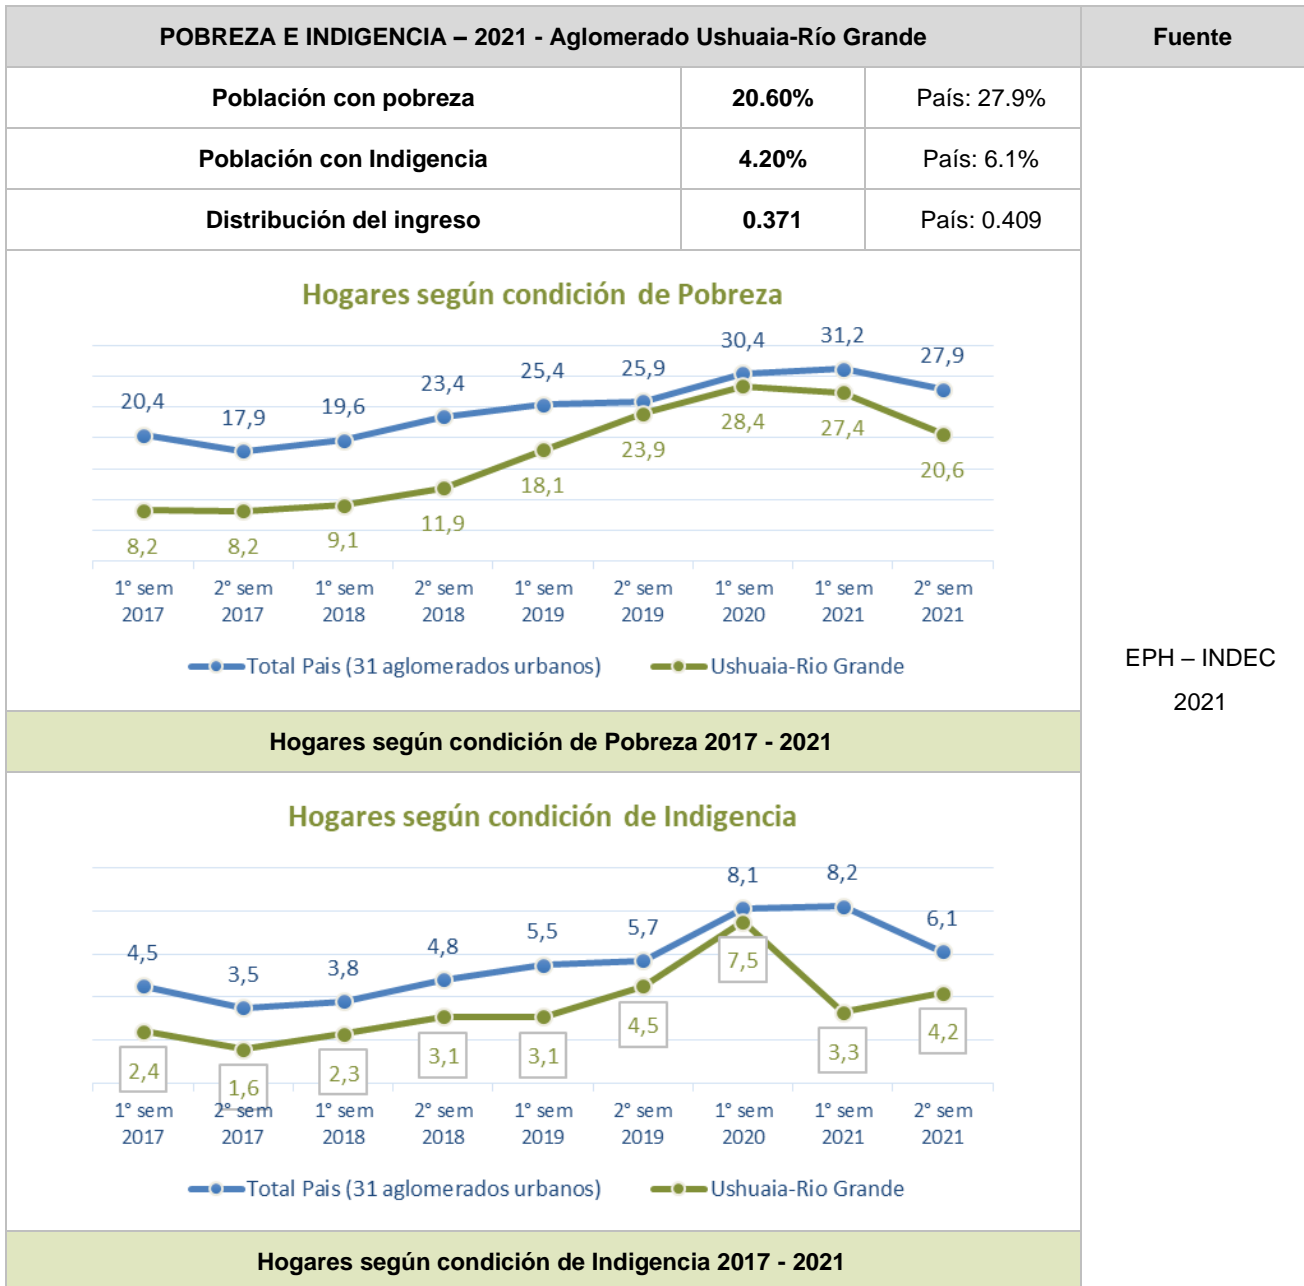 POBREZA E INDIGENCIA – 2021 - Aglomerado Ushuaia-Río Grande
Fuente
Población con pobreza
20.60%
País: 27.9%
Población con Indigencia
4.20%
País: 6.1%
Distribución del ingreso
0.371
País: 0.409
Hogares según condición de Pobreza
20,4
17,9
19,6
23,4
25,4
25,9
30,4
31,2
27,9
8,2
8,2
9,1
11,9
18,1
23,9
28,4
27,4
20,6
1° sem
2017
2° sem
2017
1° sem
2018
2° sem
2018
1° sem
2019
2° sem
2019
1° sem
2020
1° sem
2021
2° sem
2021
Total Pais (31 aglomerados urbanos)
Ushuaia-Rio Grande
Hogares según condición de Pobreza 2017 - 2021
EPH – INDEC
2021
Hogares según condición de Indigencia
4,5
3,5
3,8
4,8
5,5
5,7
8,1
8,2
6,1
2,4
1,6
2,3
3,1
3,1
4,5
7,5
3,3
4,2
1° sem
2017
2° sem
2017
1° sem
2018
2° sem
2018
1° sem
2019
2° sem
2019
1° sem
2020
1° sem
2021
2° sem
2021
Total Pais (31 aglomerados urbanos)
Ushuaia-Rio Grande
Hogares según condición de Indigencia 2017 - 2021